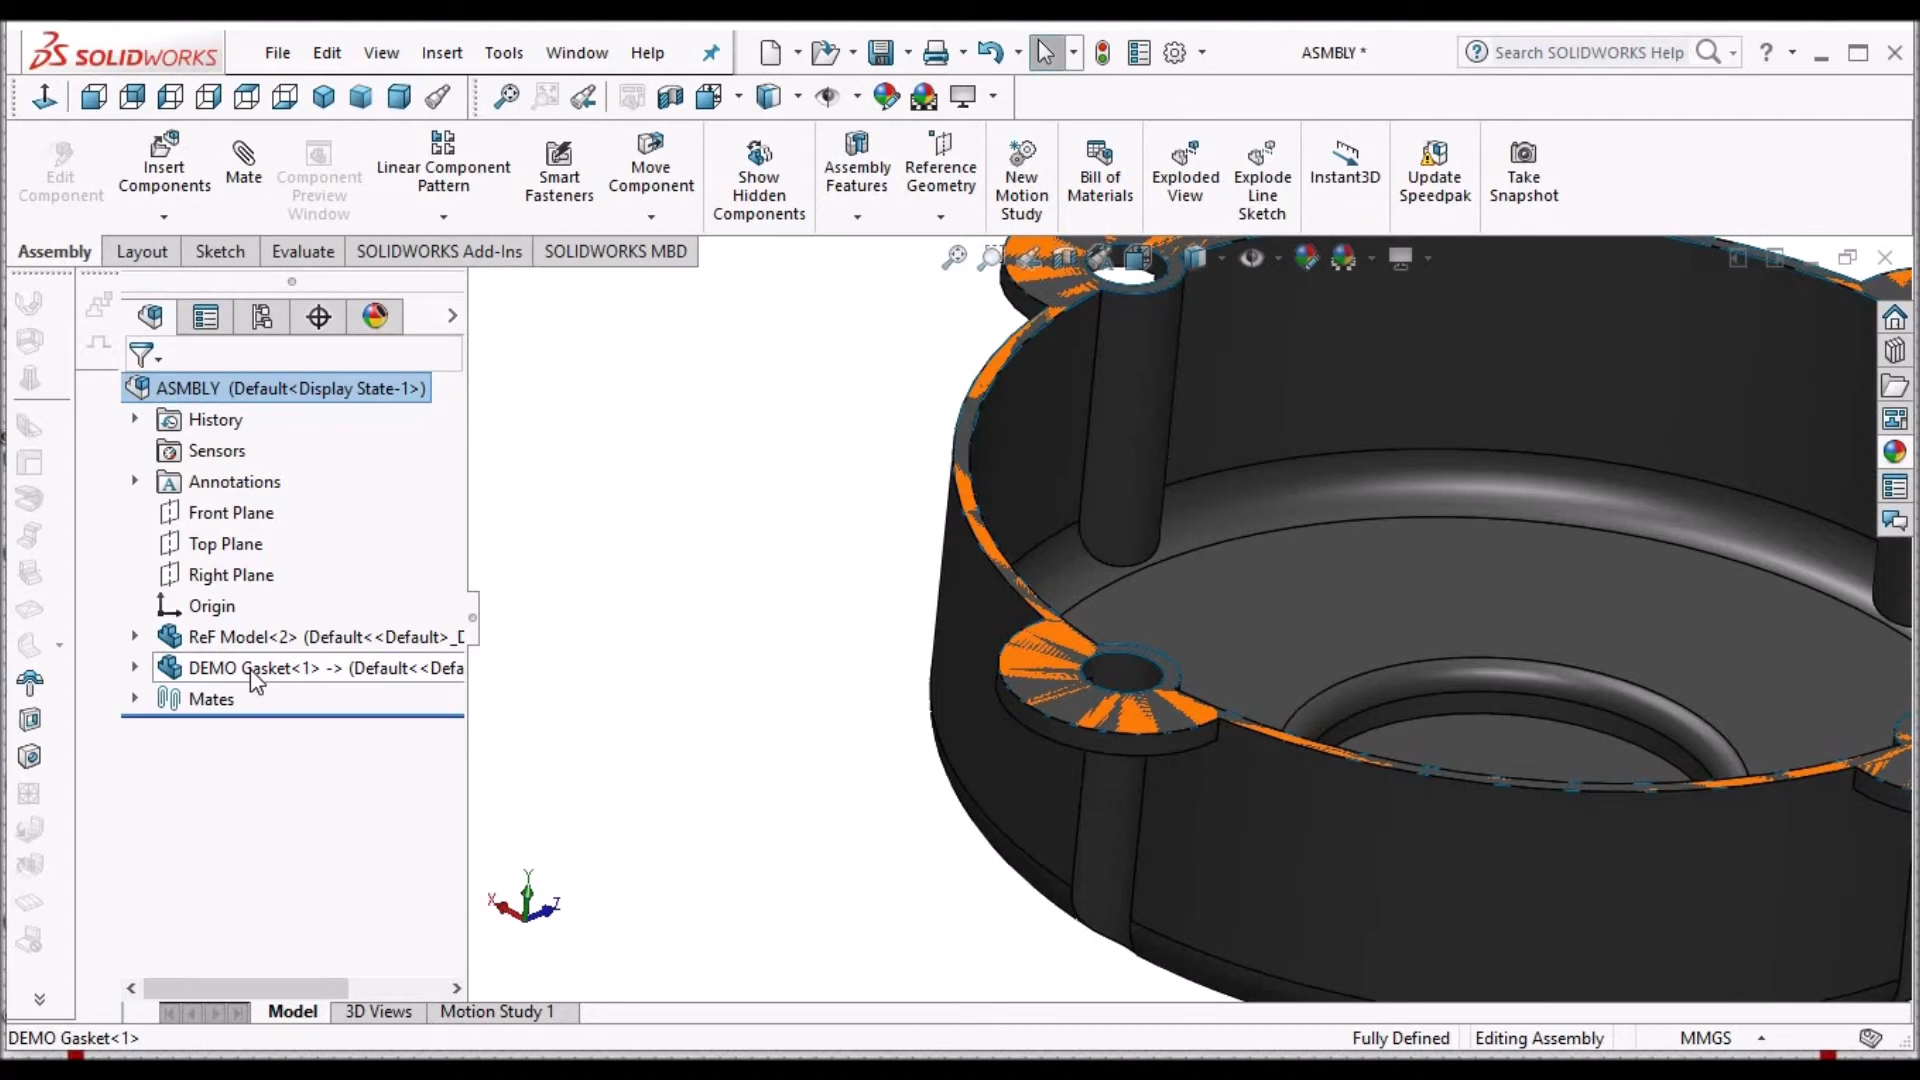 SOLIDWORKS
File Edit View Insert Tools Window Help
ASMBLY *
Search SOLIDWORKS Help
Edit Component
Insert Components
Mate
Component Preview Window
Linear Component Pattern
Smart Fasteners
Move Component
Show Hidden Components
Assembly Features
Reference Geometry
New Motion Study
Bill of Materials
Exploded View
Explode Line Sketch
Instant3D
Update Speedpak
Take Snapshot
Assembly Layout Sketch Evaluate SOLIDWORKS Add-Ins SOLIDWORKS MBD
ASMBLY (Default<Display State-1>)
History
Sensors
Annotations
Front Plane
Top Plane
Right Plane
Origin
ReF Model<2> (Default<<Default>_D
DEMO Gasket<1> -> (Default<<Defa
Mates
Y
X
Z
Model 3D Views Motion Study 1
DEMO Gasket<1>
Fully Defined Editing Assembly MMGS